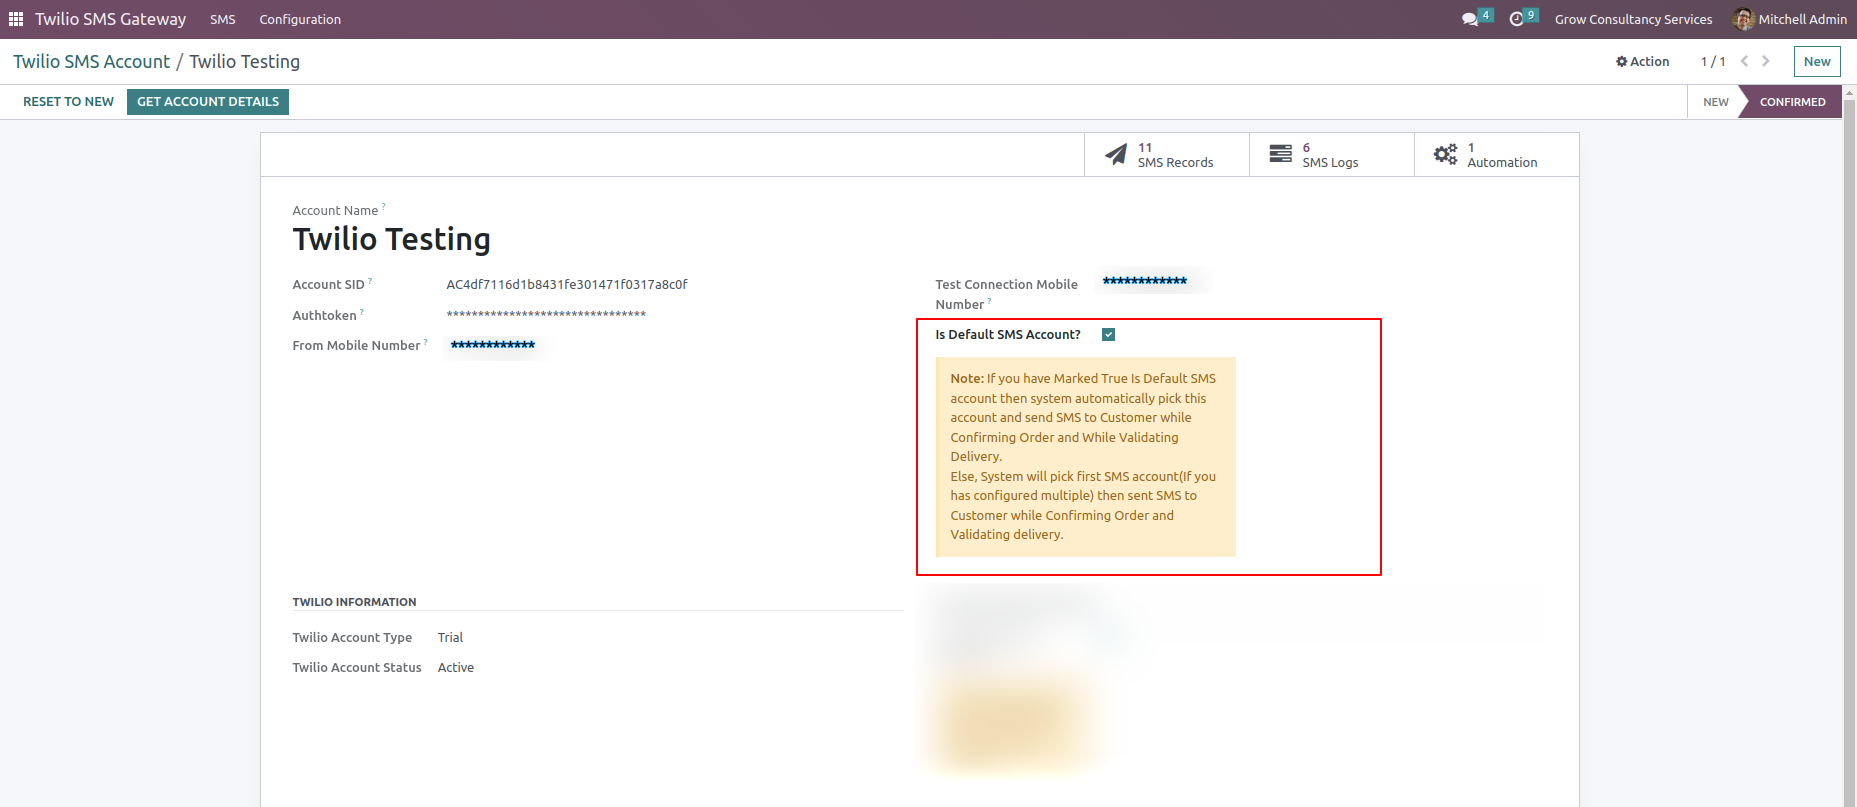 Twilio SMS Gateway SMS Configuration 4 9 Grow Consultancy Services Mitchell Admin
Twilio SMS Account / Twilio Testing Action 1 / 1 New
RESET TO NEW GET ACCOUNT DETAILS NEW CONFIRMED
11
SMS Records
6
SMS Logs
1
Automation
Account Name ?
Twilio Testing
Account SID ? AC4df7116d1b8431fe301471f0317a8c0f
Authtoken ? ********************************
From Mobile Number ? ************
Test Connection Mobile
Number ?
************
Is Default SMS Account?
Note: If you have Marked True Is Default SMS
account then system automatically pick this
account and send SMS to Customer while
Confirming Order and While Validating
Delivery.
Else, System will pick first SMS account(If you
has configured multiple) then sent SMS to
Customer while Confirming Order and
Validating delivery.
TWILIO INFORMATION
Twilio Account Type Trial
Twilio Account Status Active